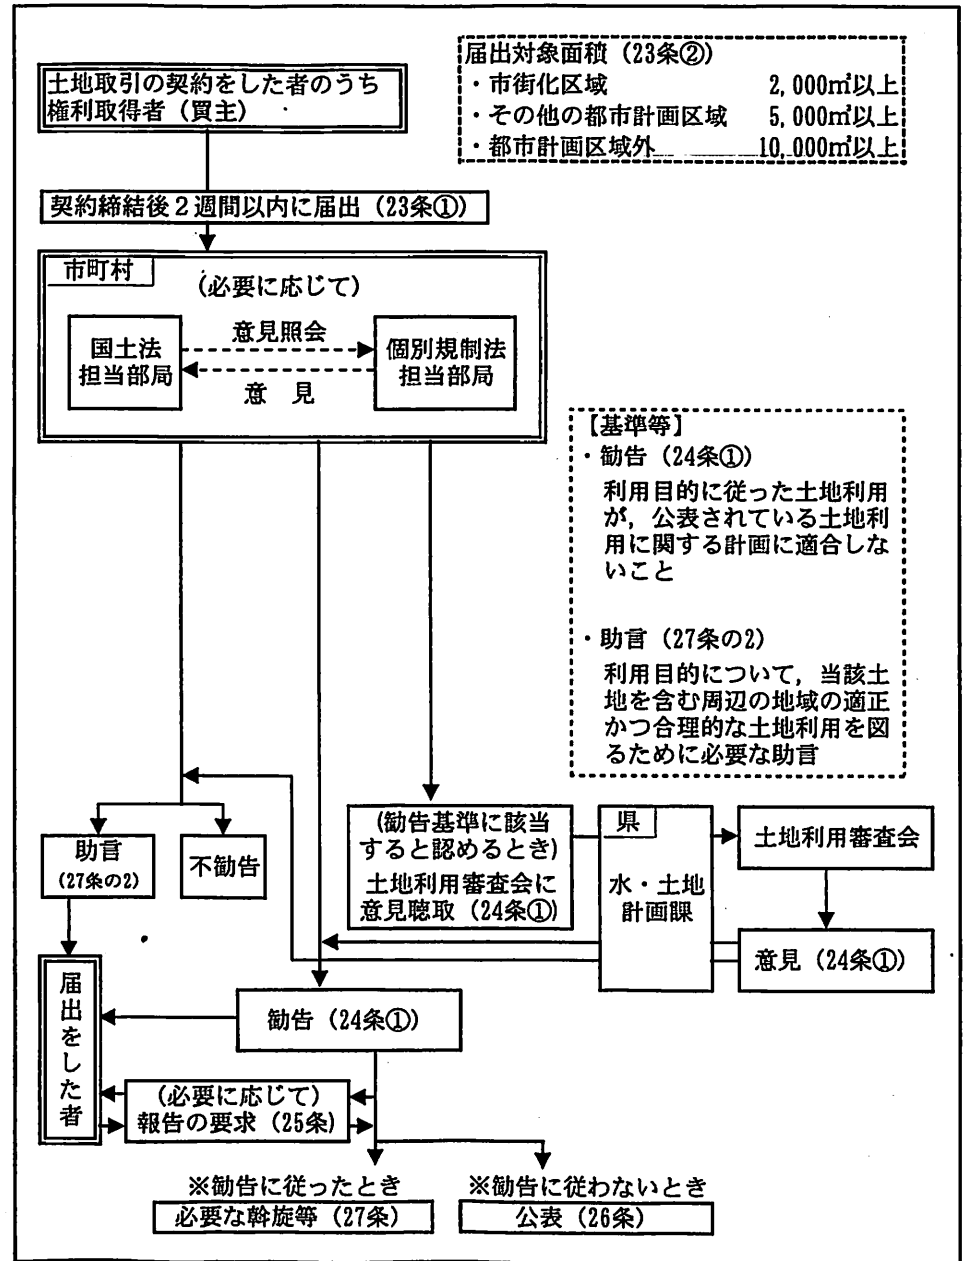 土地取引の契約をした者のうち
権利取得者（買主）
届出対象面積（23条②）
・市街化区域 2,000㎡以上
・その他の都市計画区域 5,000㎡以上
・都市計画区域外 10,000㎡以上
契約締結後２週間以内に届出（23条①）
市町村
(必要に応じて)
国土法
担当部局
意見照会
意 見
個別規制法
担当部局
【基準等】
・勧告（24条①）
利用目的に従った土地利用
が，公表されている土地利
用に関する計画に適合しな
いこと
・助言（27条の2）
利用目的について，当該土
地を含む周辺の地域の適正
かつ合理的な土地利用を図
るために必要な助言
助言
(27条の2)
不勧告
(勧告基準に該当
すると認めるとき)
土地利用審査会に
意見聴取（24条①）
県
水・土地
計画課
土地利用審査会
意見（24条①）
届出をした者
勧告（24条①）
(必要に応じて)
報告の要求（25条）
※勧告に従ったとき
必要な斡旋等（27条）
※勧告に従わないとき
公表（26条）